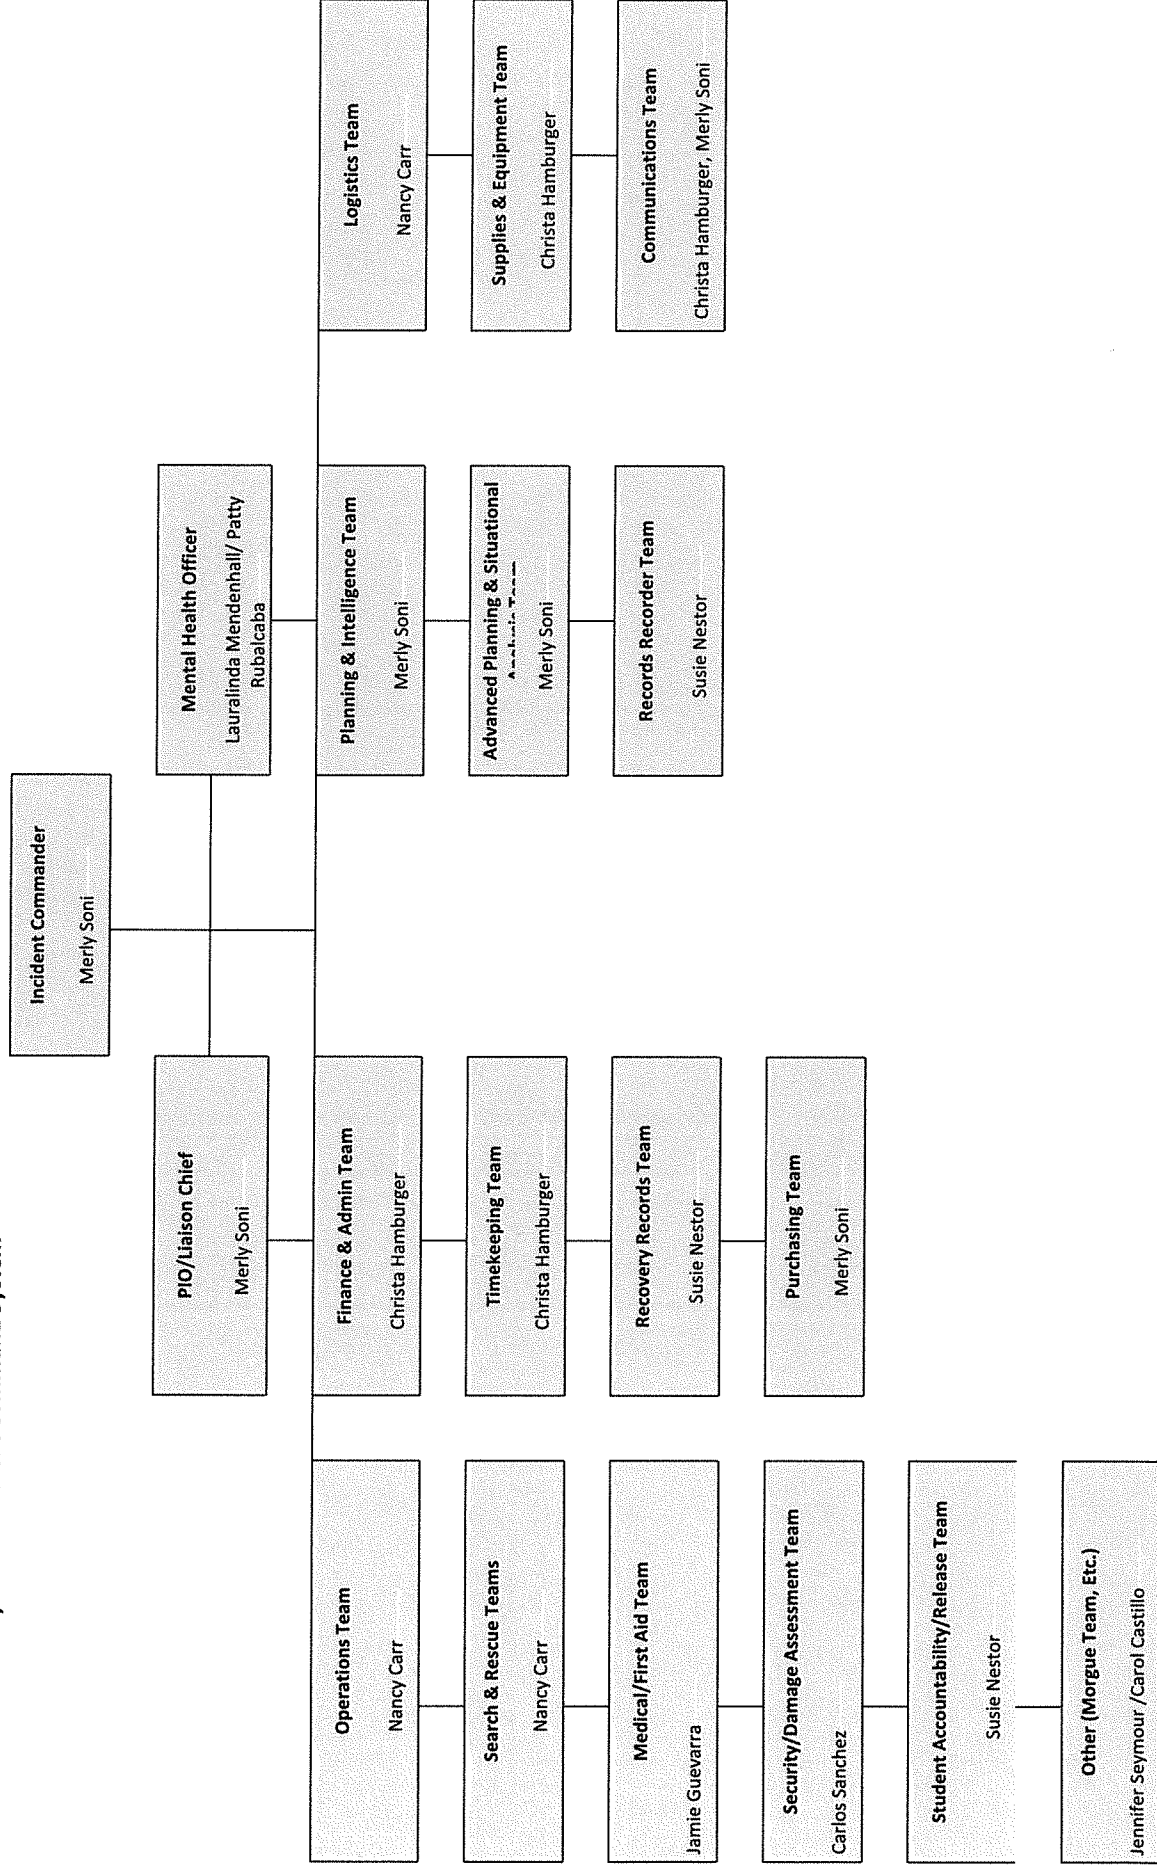 Incident Commander
Merly Soni
PIO/Liaison Chief
Merly Soni
Mental Health Officer
Lauralinda Mendenhall/ Patty
Rubalcaba
Operations Team
Nancy Carr
Search & Rescue Teams
Nancy Carr
Medical/First Aid Team
Jamie Guevarra
Security/Damage Assessment Team
Carlos Sanchez
Student Accountability/Release Team
Susie Nestor
Other (Morgue Team, Etc.)
Jennifer Seymour /Carol Castillo
Finance & Admin Team
Christa Hamburger
Timekeeping Team
Christa Hamburger
Recovery Records Team
Susie Nestor
Purchasing Team
Merly Soni
Planning & Intelligence Team
Merly Soni
Advanced Planning & Situational
Merly Soni
Records Recorder Team
Susie Nestor
Logistics Team
Nancy Carr
Supplies & Equipment Team
Christa Hamburger
Communications Team
Christa Hamburger, Merly Soni